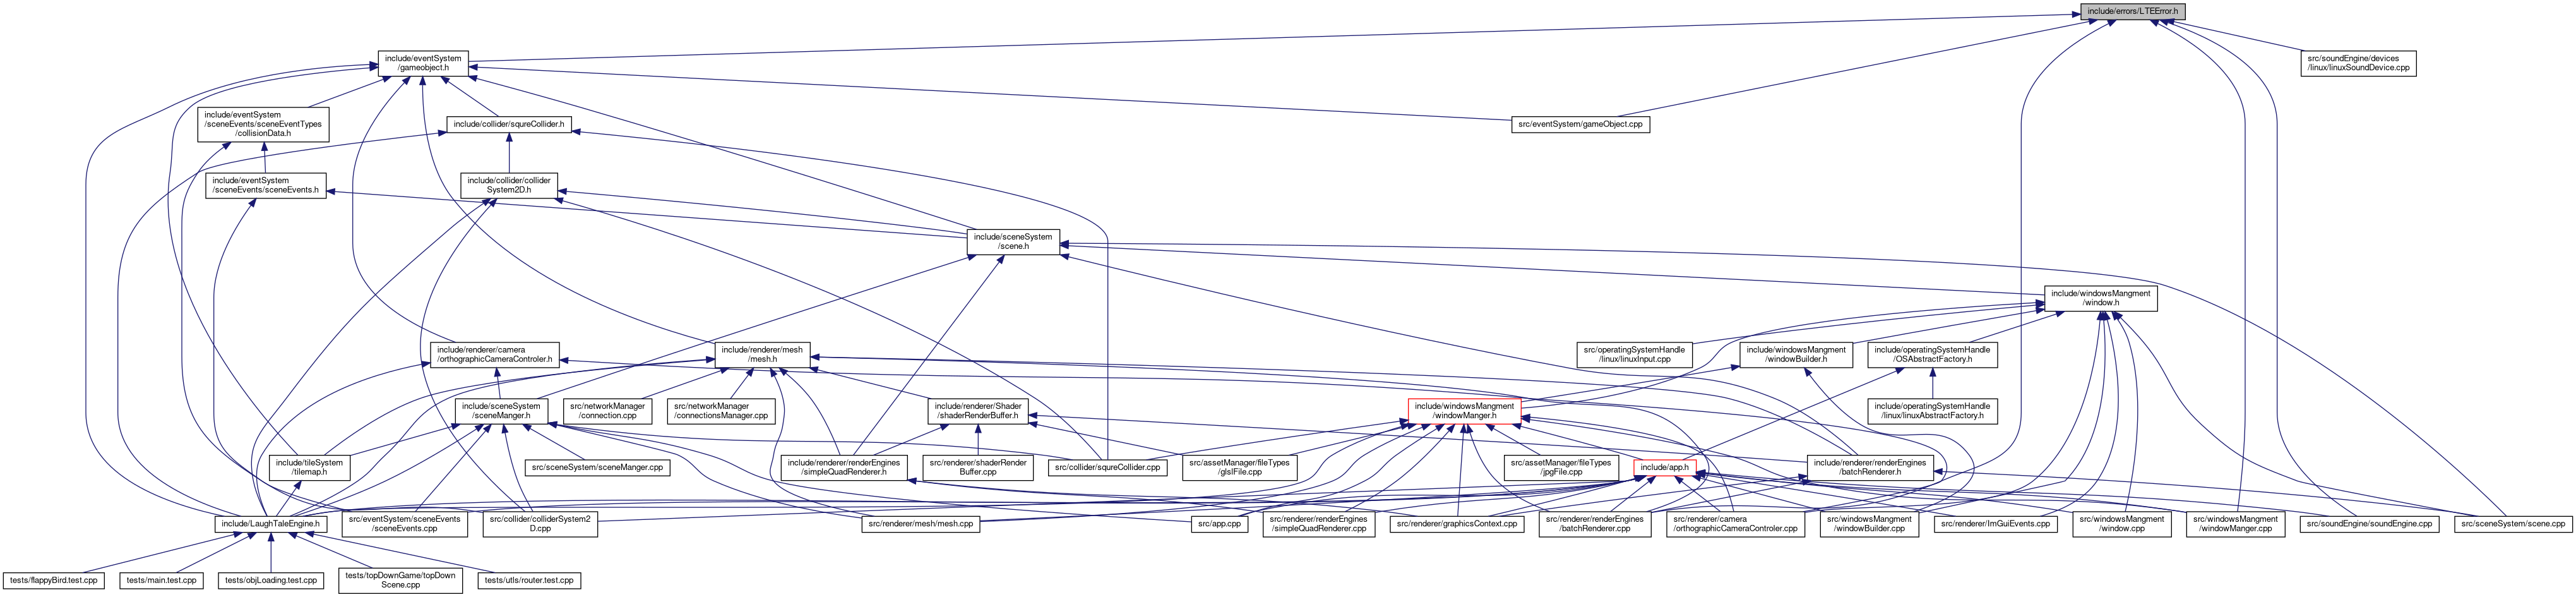 include/errors/LTEError.h
include/eventSystem
/gameobject.h
src/soundEngine/devices
/linux/linuxSoundDevice.cpp
include/eventSystem
/sceneEvents/sceneEventTypes
/collisionData.h
include/collider/squreCollider.h
src/eventSystem/gameObject.cpp
include/eventSystem
/sceneEvents/sceneEvents.h
include/collider/collider
System2D.h
include/sceneSystem
/scene.h
include/windowsMangment
/window.h
include/renderer/camera
/orthographicCameraControler.h
include/renderer/mesh
/mesh.h
src/operatingSystemHandle
/linux/linuxInput.cpp
include/windowsMangment
/windowBuilder.h
include/operatingSystemHandle
/OSAbstractFactory.h
include/sceneSystem
/sceneManger.h
src/networkManager
/connection.cpp
src/networkManager
/connectionsManager.cpp
include/renderer/Shader
/shaderRenderBuffer.h
include/windowsMangment
/windowManger.h
include/operatingSystemHandle
/linux/linuxAbstractFactory.h
include/tileSystem
/tilemap.h
src/sceneSystem/sceneManger.cpp
include/renderer/renderEngines
/simpleQuadRenderer.h
src/renderer/shaderRender
Buffer.cpp
src/collider/squreCollider.cpp
src/assetManager/fileTypes
/glslFile.cpp
src/assetManager/fileTypes
/jpgFile.cpp
include/app.h
include/renderer/renderEngines
/batchRenderer.h
include/LaughTaleEngine.h
src/eventSystem/sceneEvents
/sceneEvents.cpp
src/collider/colliderSystem2
D.cpp
src/renderer/mesh/mesh.cpp
src/app.cpp
src/renderer/renderEngines
/simpleQuadRenderer.cpp
src/renderer/graphicsContext.cpp
src/renderer/renderEngines
/batchRenderer.cpp
src/renderer/camera
/orthographicCameraControler.cpp
src/windowsMangment
/windowBuilder.cpp
src/renderer/ImGuiEvents.cpp
src/windowsMangment
/window.cpp
src/windowsMangment
/windowManger.cpp
src/soundEngine/soundEngine.cpp
src/sceneSystem/scene.cpp
tests/flappyBird.test.cpp
tests/main.test.cpp
tests/objLoading.test.cpp
tests/topDownGame/topDown
Scene.cpp
tests/utls/router.test.cpp